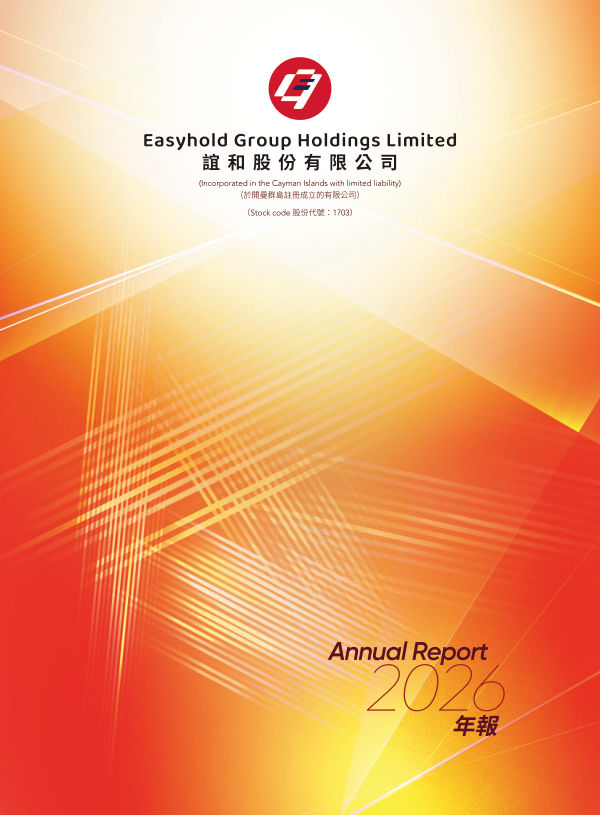 Easyhold Group Holdings Limited
誼和股份有限公司
(Incorporated in the Cayman Islands with limited liability)
（於開曼群島註冊成立的有限公司）
（Stock code 股份代號：1703）
Annual Report
2026
年報